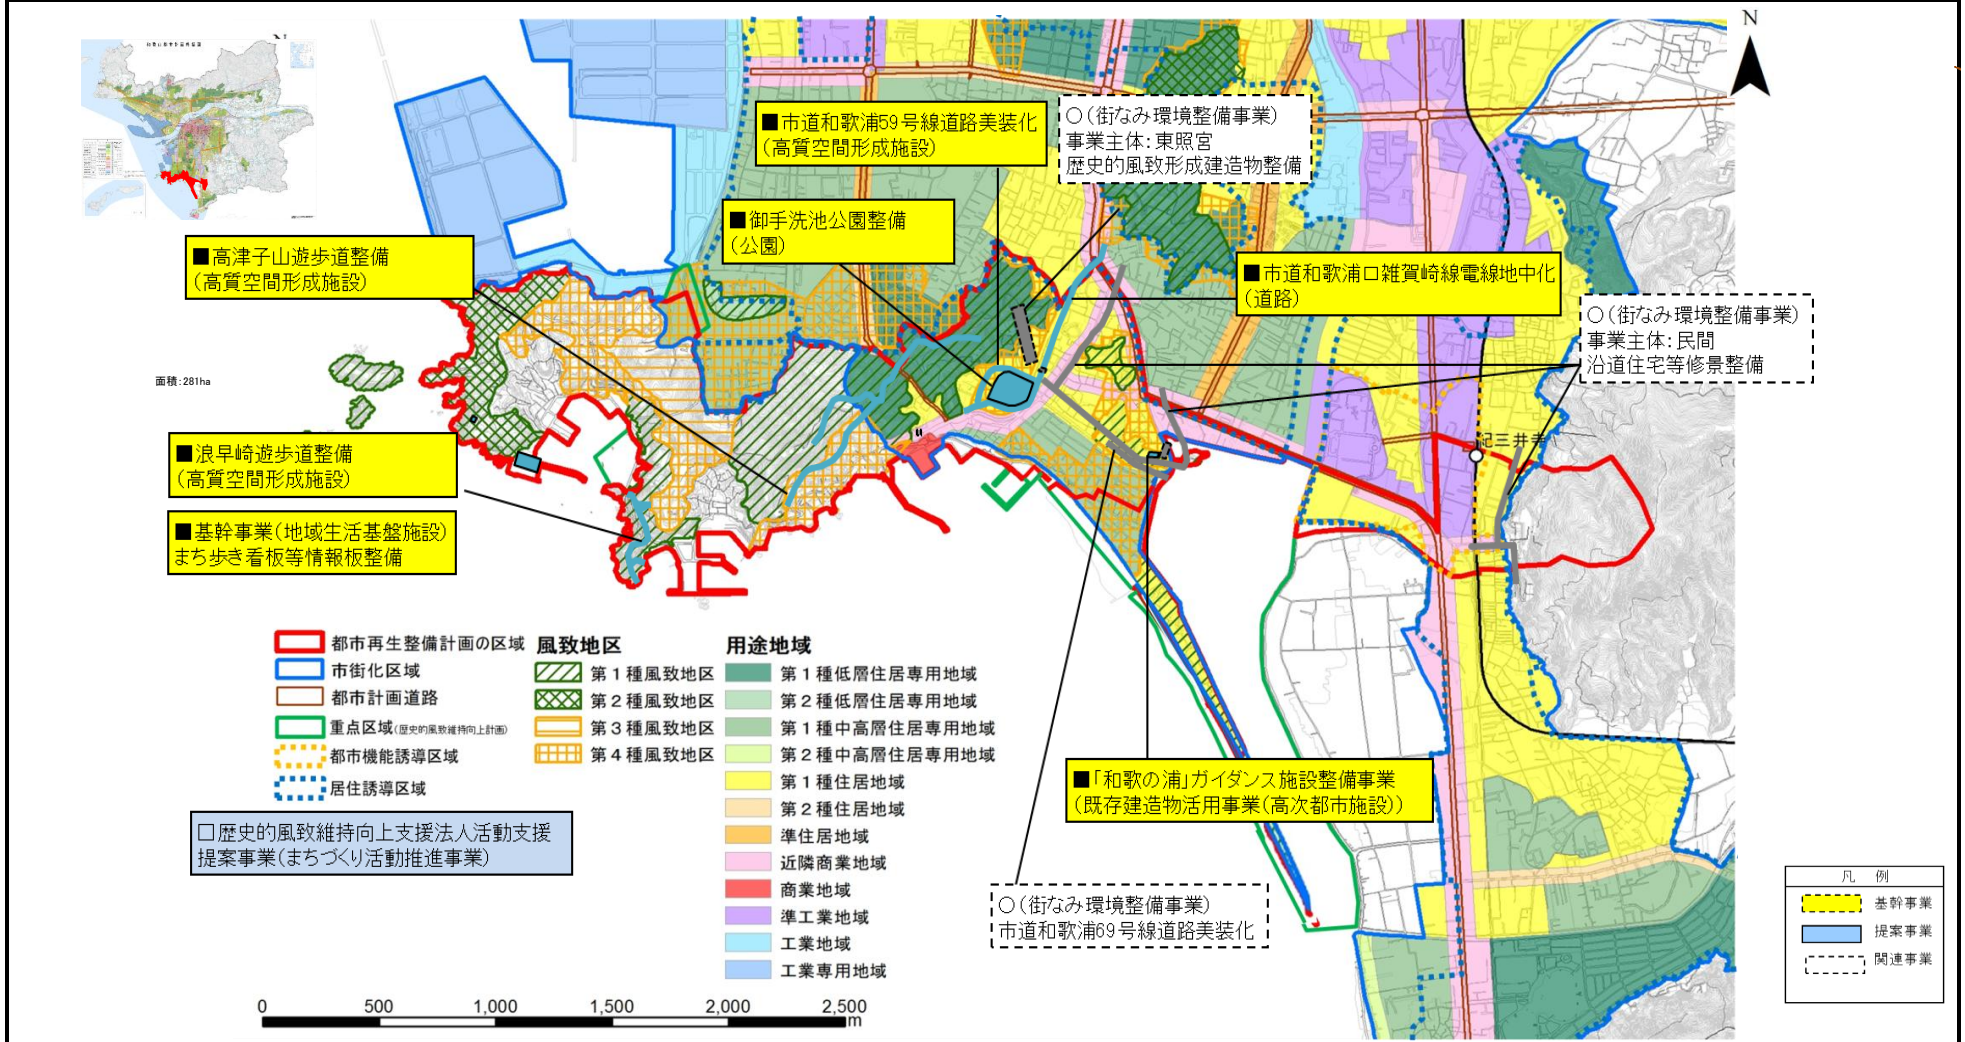 N
N
■市道和歌浦59号線道路美装化
(高質空間形成施設)
○(街なみ環境整備事業)
事業主体:東照宮
歴史的風致形成建造物整備
■御手洗池公園整備
(公園)
■高津子山遊歩道整備
(高質空間形成施設)
■市道和歌浦口雑賀崎線電線地中化
(道路)
○(街なみ環境整備事業)
事業主体:民間
沿道住宅等修景整備
面積:281ha
紀三井寺
■浪早崎遊歩道整備
(高質空間形成施設)
■基幹事業(地域生活基盤施設)
まち歩き看板等情報板整備
都市再生整備計画の区域
市街化区域
都市計画道路
重点区域(歴史的風致維持向上計画)
都市機能誘導区域
居住誘導区域
風致地区
第1種風致地区
第2種風致地区
第3種風致地区
第4種風致地区
用途地域
第1種低層住居専用地域
第2種低層住居専用地域
第1種中高層住居専用地域
第2種中高層住居専用地域
第1種住居地域
第2種住居地域
準住居地域
近隣商業地域
商業地域
準工業地域
工業地域
工業専用地域
■「和歌の浦」ガイダンス施設整備事業
(既存建造物活用事業(高次都市施設))
□歴史的風致維持向上支援法人活動支援
提案事業(まちづくり活動推進事業)
○(街なみ環境整備事業)
市道和歌浦69号線道路美装化
凡 例
基幹事業
提案事業
関連事業
0 500 1,000 1,500 2,000 2,500
m